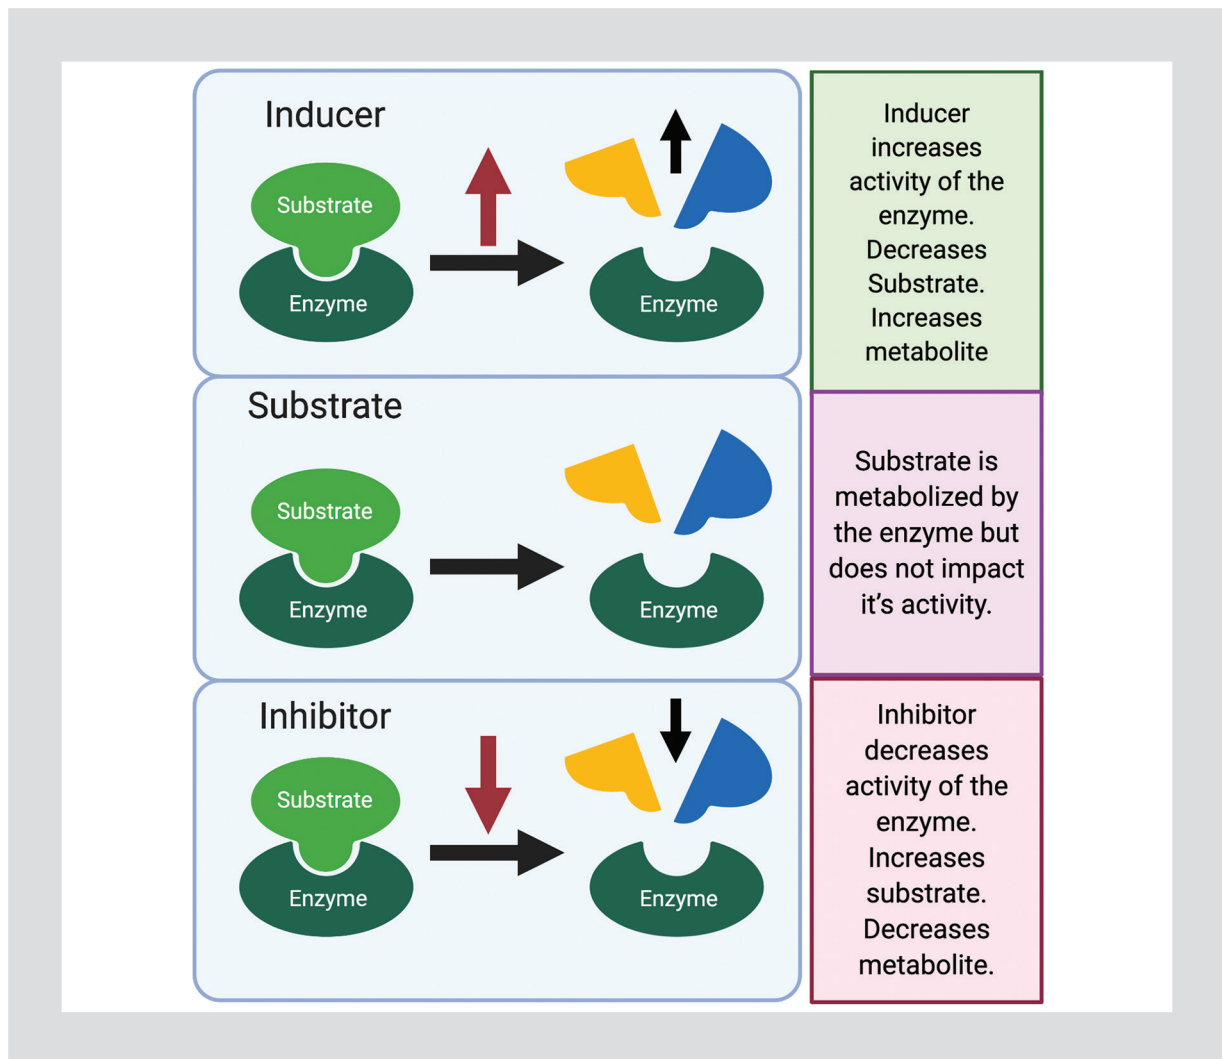 Inducer
Substrate
Enzyme
Enzyme
Inducer
increases
activity of the
enzyme.
Decreases
Substrate.
Increases
metabolite
Substrate
Substrate
Enzyme
Enzyme
Substrate is
metabolized by
the enzyme but
does not impact
it’s activity.
Inhibitor
Substrate
Enzyme
Enzyme
Inhibitor
decreases
activity of the
enzyme.
Increases
substrate.
Decreases
metabolite.